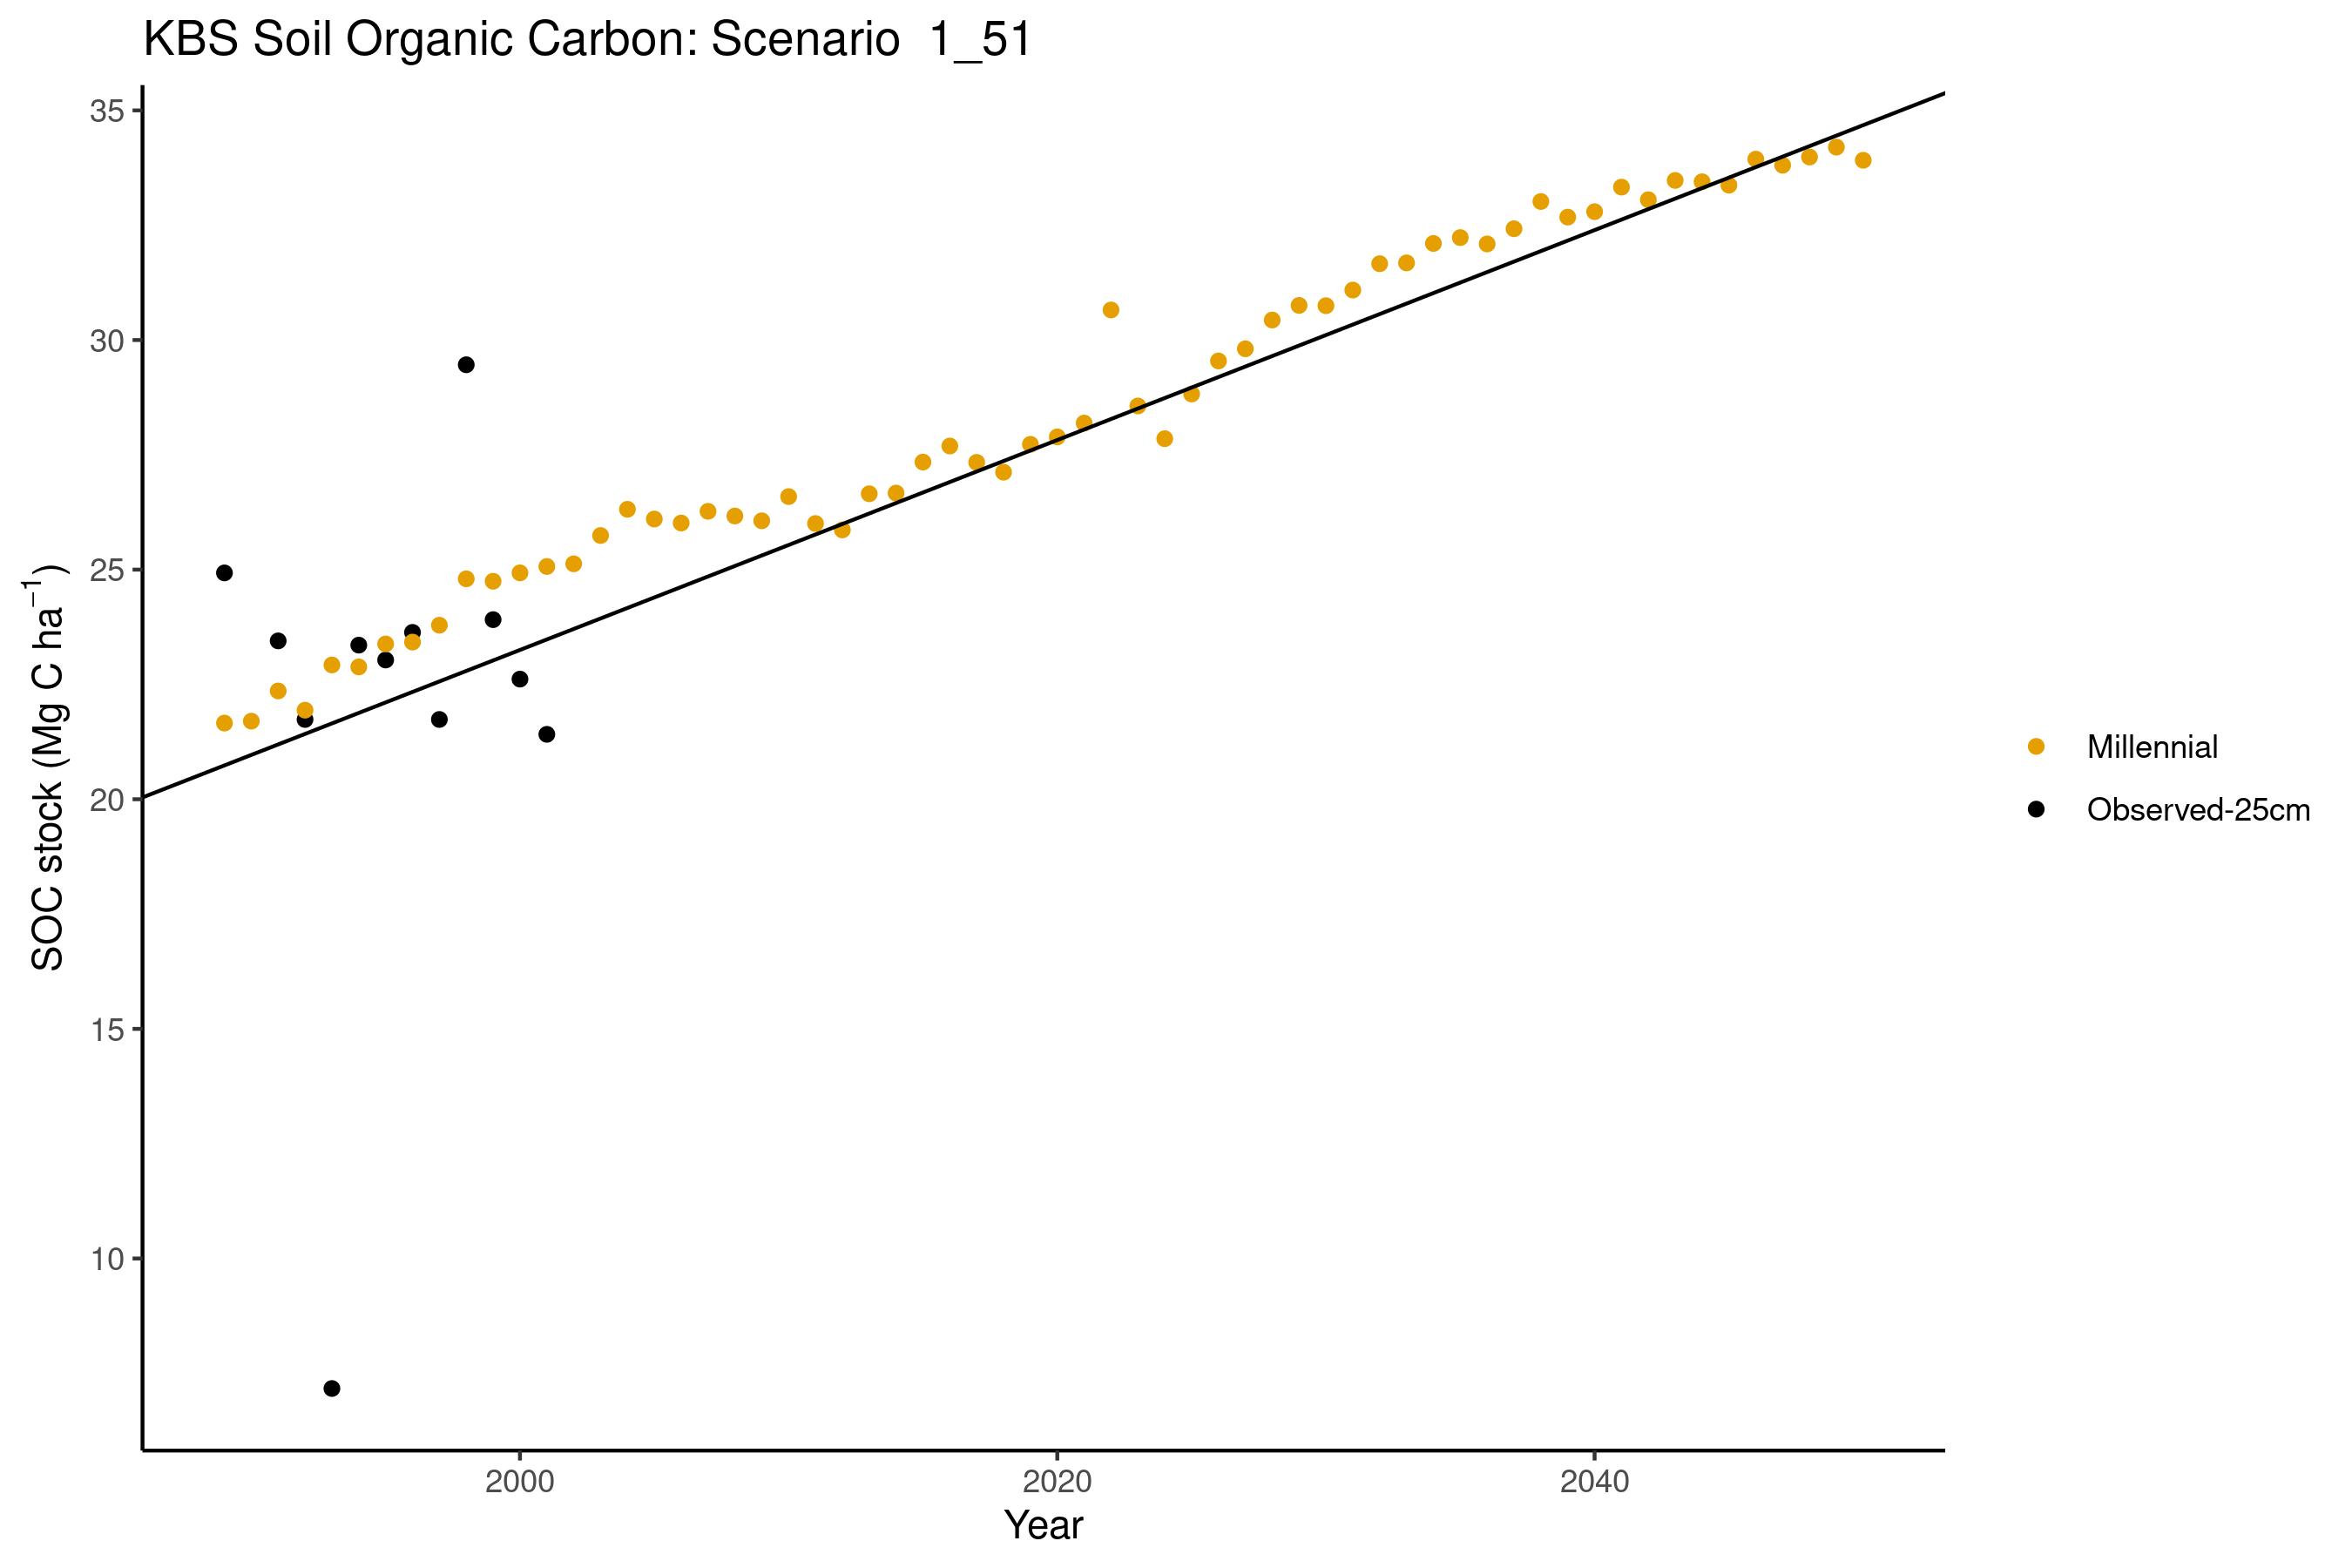 KBS Soil Organic Carbon: Scenario  1_51
SOC stock (Mg C ha⁻¹)
35
30
25
20
15
10
2000 2020 2040
Year
Millennial
Observed-25cm